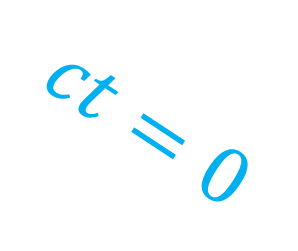 ct = 0